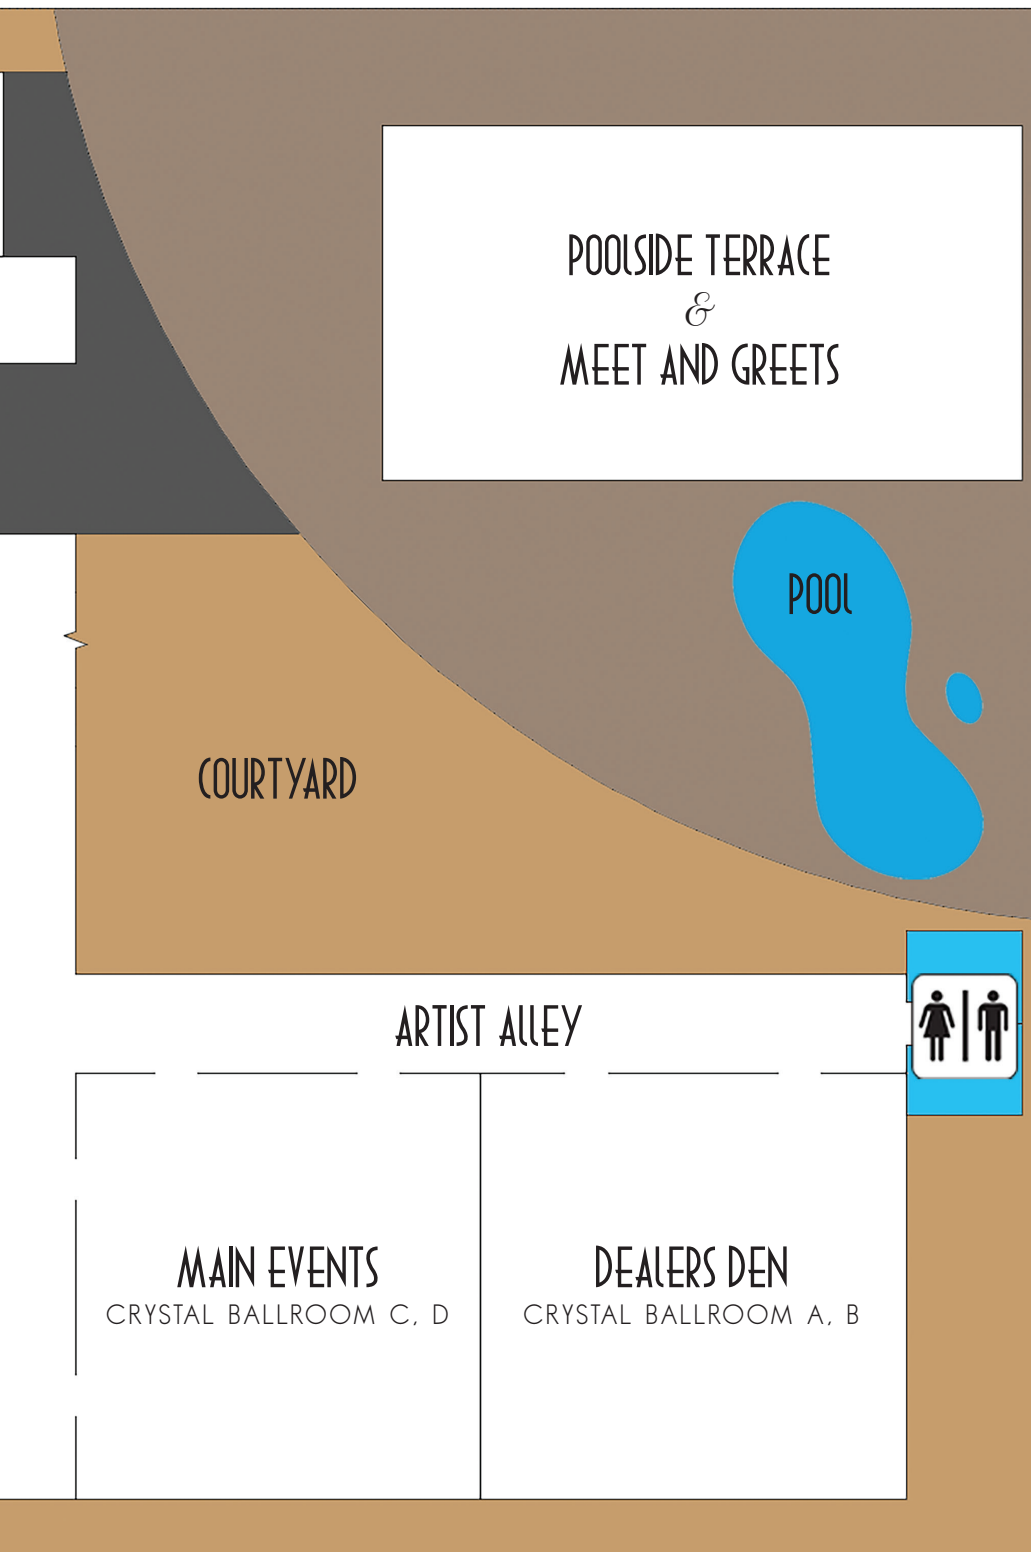 POOLSIDE TERRACE
&
MEET AND GREETS
POOL
COURTYARD
ARTIST ALLEY
MAIN EVENTS
CRYSTAL BALLROOM C, D
DEALERS DEN
CRYSTAL BALLROOM A, B